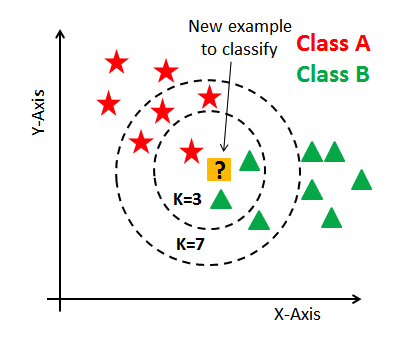 New example
to classify
Class A
Class B
Y-Axis
?
K=3
K=7
X-Axis